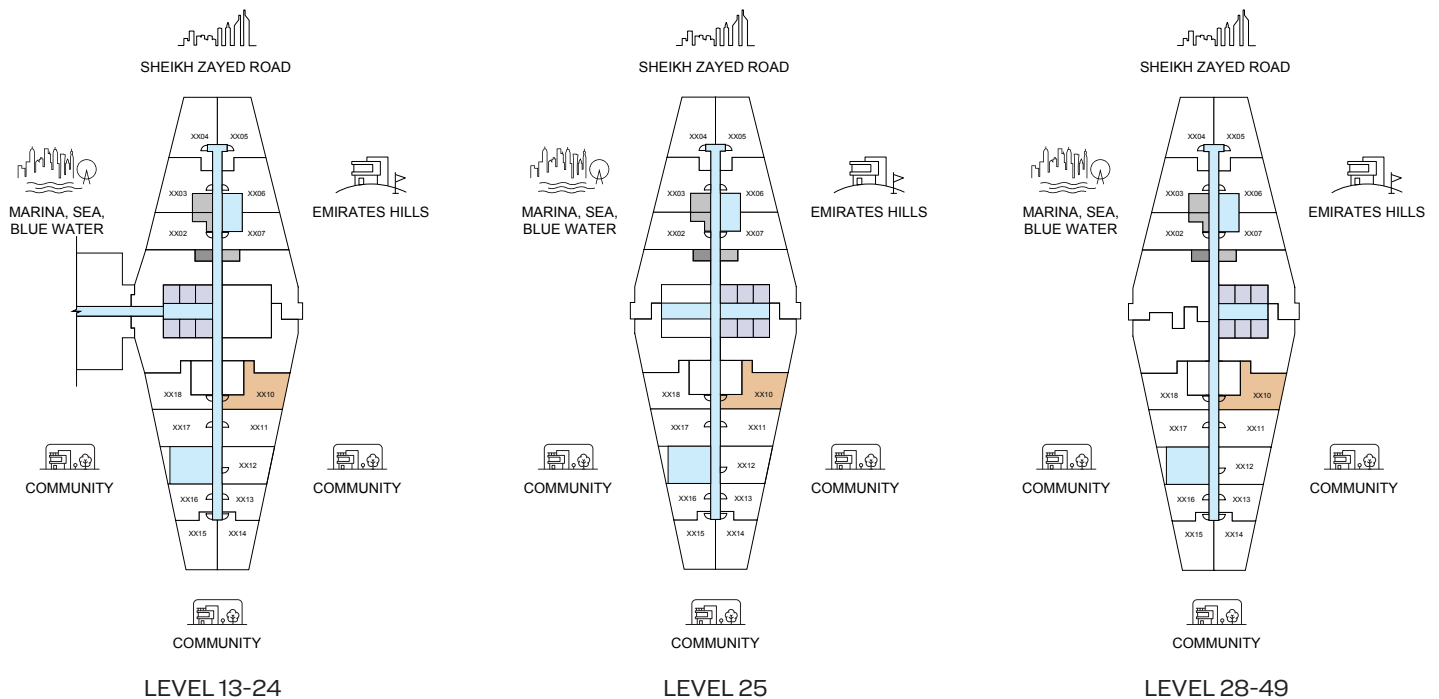 SHEIKH ZAYED ROAD
MARINA, SEA,
BLUE WATER
EMIRATES HILLS
XX04
XX05
XX03
XX06
XX02
XX07
XX18
XX10
XX17
XX11
XX12
XX16
XX13
XX15
XX14
COMMUNITY
COMMUNITY
COMMUNITY
LEVEL 13-24
SHEIKH ZAYED ROAD
MARINA, SEA,
BLUE WATER
EMIRATES HILLS
XX04
XX05
XX03
XX06
XX02
XX07
XX18
XX10
XX17
XX11
XX12
XX16
XX13
XX15
XX14
COMMUNITY
COMMUNITY
COMMUNITY
LEVEL 25
SHEIKH ZAYED ROAD
MARINA, SEA,
BLUE WATER
EMIRATES HILLS
XX04
XX05
XX03
XX06
XX02
XX07
XX18
XX10
XX17
XX11
XX12
XX16
XX13
XX15
XX14
COMMUNITY
COMMUNITY
COMMUNITY
LEVEL 28-49